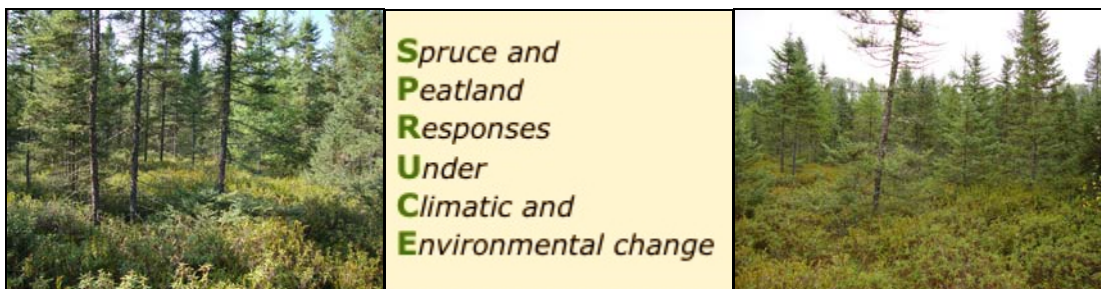 Spruce and
Peatland
Responses
Under
Climatic and
Environmental change